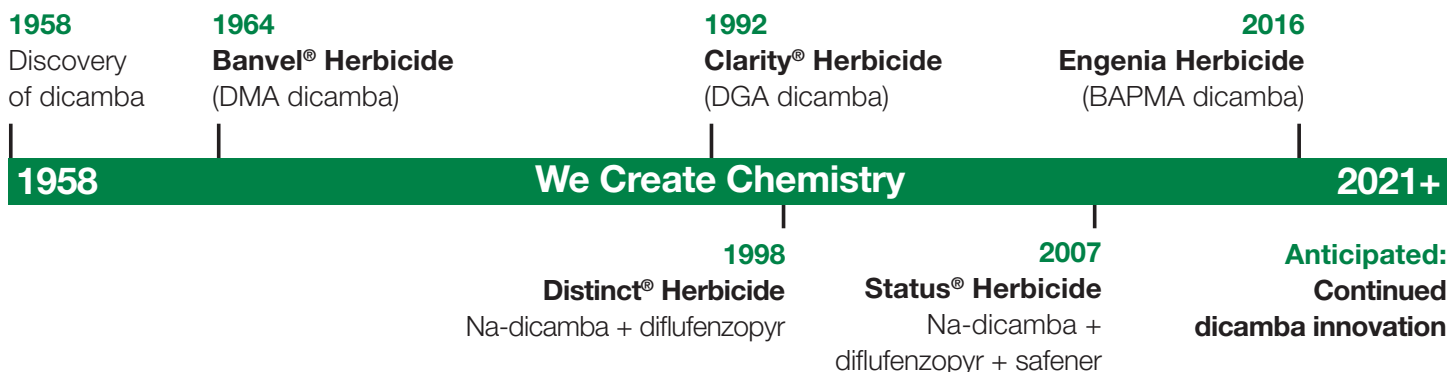 1958
Discovery
of dicamba
1964
Banvel® Herbicide
(DMA dicamba)
1992
Clarity® Herbicide
(DGA dicamba)
2016
Engenia Herbicide
(BAPMA dicamba)
1958
We Create Chemistry
2021+
1998
Distinct® Herbicide
Na-dicamba + diflufenzopyr
2007
Status® Herbicide
Na-dicamba +
diflufenzopyr + safener
Anticipated:
Continued
dicamba innovation